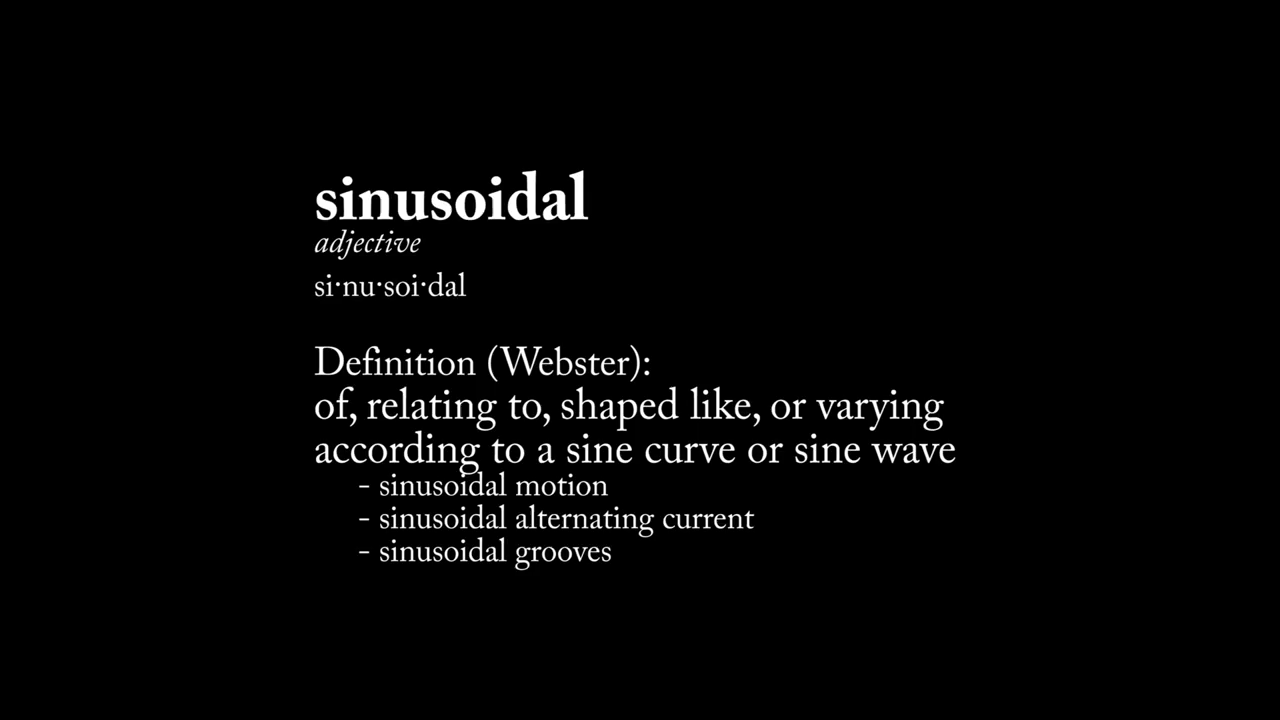 sinusoidal
adjective
si·nu·soi·dal
Definition (Webster):
of, relating to, shaped like, or varying
according to a sine curve or sine wave
- sinusoidal motion
- sinusoidal alternating current
- sinusoidal grooves